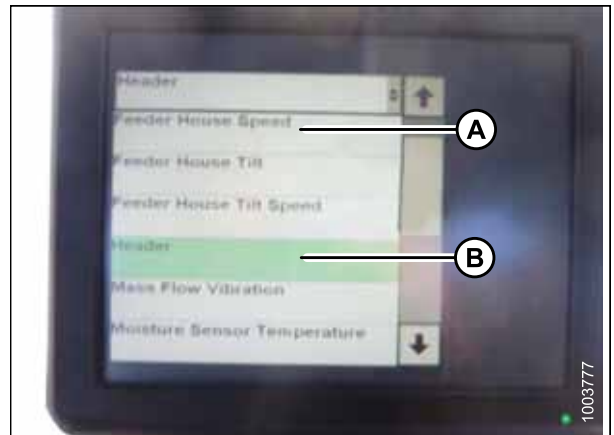 Header
Feeder House Speed
A
Feeder House Tilt
Feeder House Tilt Speed
Header
B
Mass Flow Vibration
Moisture Sensor Temperature
1003777